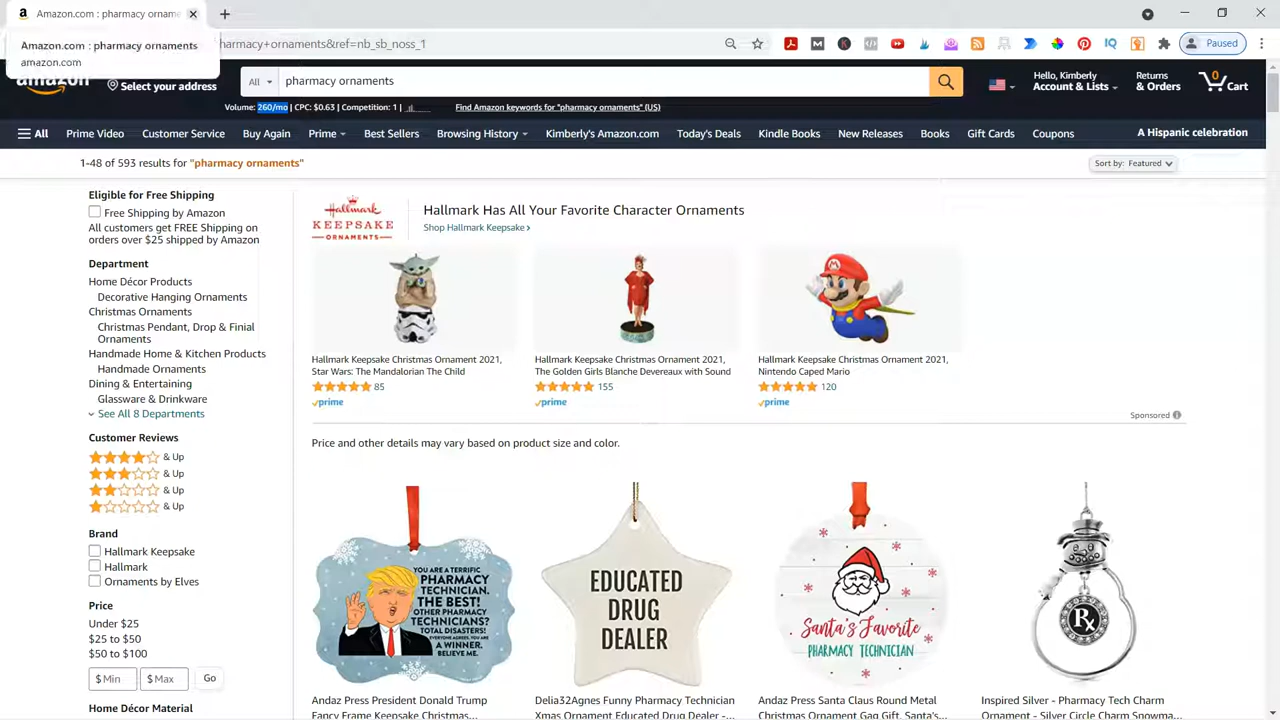 Amazon.com : pharmacy orname
Amazon.com : pharmacy ornaments
amazon.com
harmacy+ornaments&ref=nb_sb_noss_1
Paused
amazon
Select your address
All
pharmacy ornaments
Hello, Kimberly
Account & Lists
Returns
& Orders
0
Cart
Volume: 260/mo | CPC: $0.63 | Competition: 1 |
Find Amazon keywords for "pharmacy ornaments" (US)
All
Prime Video
Customer Service
Buy Again
Prime
Best Sellers
Browsing History
Kimberly's Amazon.com
Today's Deals
Kindle Books
New Releases
Books
Gift Cards
Coupons
A Hispanic celebration
1-48 of 593 results for "pharmacy ornaments"
Sort by: Featured
Eligible for Free Shipping
Free Shipping by Amazon
All customers get FREE Shipping on
orders over $25 shipped by Amazon
Department
Home Décor Products
Decorative Hanging Ornaments
Christmas Ornaments
Christmas Pendant, Drop & Finial
Ornaments
Handmade Home & Kitchen Products
Handmade Ornaments
Dining & Entertaining
Glassware & Drinkware
See All 8 Departments
Customer Reviews
& Up
& Up
& Up
& Up
Brand
Hallmark Keepsake
Hallmark
Ornaments by Elves
Price
Under $25
$25 to $50
$50 to $100
$ Min
$ Max
Go
Home Décor Material
Hallmark
KEEPSAKE
ORNAMENTS
Hallmark Has All Your Favorite Character Ornaments
Shop Hallmark Keepsake ›
Hallmark Keepsake Christmas Ornament 2021,
Star Wars: The Mandalorian The Child
85
prime
Hallmark Keepsake Christmas Ornament 2021,
The Golden Girls Blanche Devereaux with Sound
155
prime
Hallmark Keepsake Christmas Ornament 2021,
Nintendo Caped Mario
120
prime
Sponsored
Price and other details may vary based on product size and color.
YOU ARE A TERRIFIC
PHARMACY
TECHNICIAN.
THE BEST!
OTHER PHARMACY
TECHNICIANS?
TOTAL DISASTERS!
EVERYONE AGREES. YOU ARE
A WINNER.
BELIEVE ME.
Andaz Press President Donald Trump
Fancy Frame Keepsake Christmas...
EDUCATED
DRUG
DEALER
Delia32Agnes Funny Pharmacy Technician
Xmas Ornament Educated Drug Dealer -
Santa's Favorite
PHARMACY TECHNICIAN
Andaz Press Santa Claus Round Metal
Christmas Ornament Gag Gift, Santa's...
Rx
Inspired Silver - Pharmacy Tech Charm
Ornament - Silver Circle Charm Snowma...